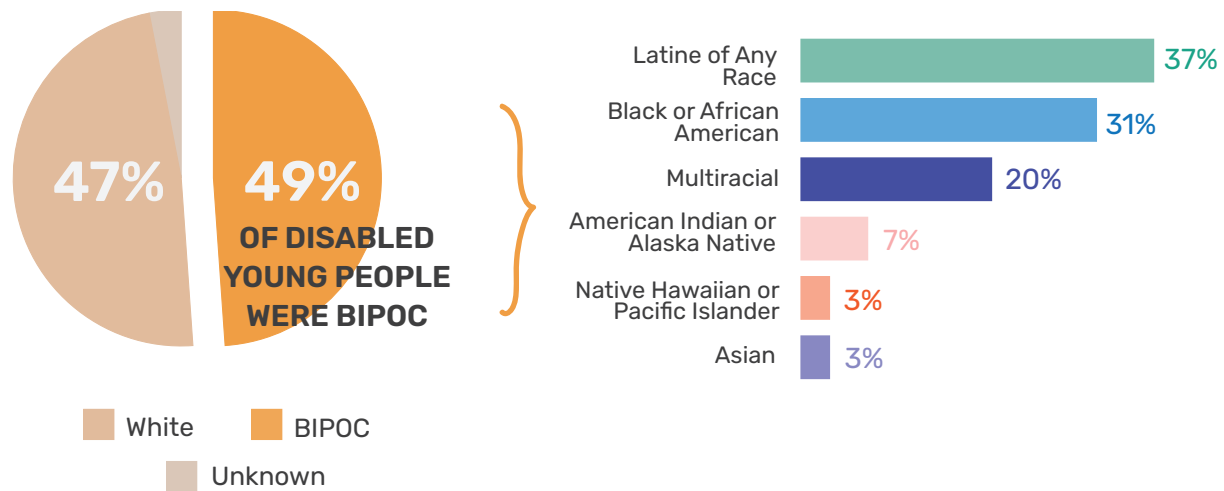 47%
49%
OF DISABLED
YOUNG PEOPLE
WERE BIPOC
White
BIPOC
Unknown
Latine of Any
Race
37%
Black or African
American
31%
Multiracial
20%
American Indian or
Alaska Native
7%
Native Hawaiian or
Pacific Islander
3%
Asian
3%